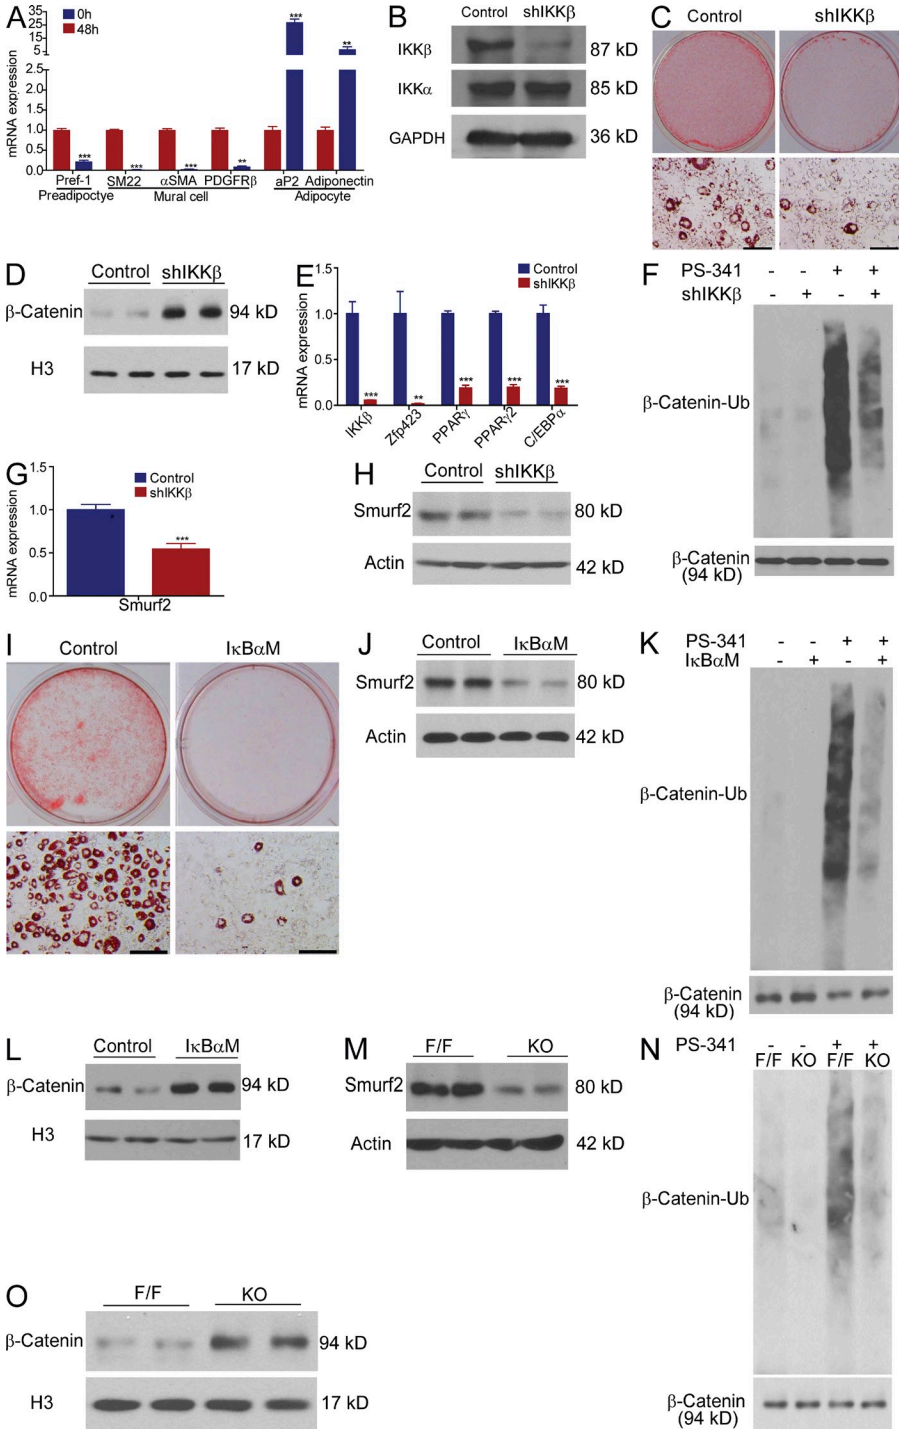 A
mRNA expression
35
25
15
5
2.5
2.0
1.5
1.0
0.5
0.0
0h
48h
*** *** *** ** *** **
Pref-1 SM22 αSMA PDGFRβ aP2 Adiponectin
Preadipoctye Mural cell Adipocyte
B
Control shIKKβ
IKKβ 87 kD
IKKα 85 kD
GAPDH 36 kD
C
Control shIKKβ
D
Control shIKKβ
β-Catenin 94 kD
H3 17 kD
E
mRNA expression
1.5
1.0
0.5
0.0
Control
shIKKβ
*** ** *** *** ***
IKKβ Zfp423 PPARγ PPARγ2 C/EBPα
F
PS-341 - - + +
shIKKβ - + - +
β-Catenin-Ub
β-Catenin
(94 kD)
G
mRNA expression
1.5
1.0
0.5
0.0
Control
shIKKβ
***
Smurf2
H
Control shIKKβ
Smurf2 80 kD
Actin 42 kD
I
Control IκBαM
J
Control IκBαM
Smurf2 80 kD
Actin 42 kD
K
PS-341 - - + +
IκBαM - + - +
β-Catenin-Ub
β-Catenin
(94 kD)
L
Control IκBαM
β-Catenin 94 kD
H3 17 kD
M
F/F KO
Smurf2 80 kD
Actin 42 kD
N
PS-341 - - + +
F/F KO F/F KO
β-Catenin-Ub
β-Catenin
(94 kD)
O
F/F KO
β-Catenin 94 kD
H3 17 kD